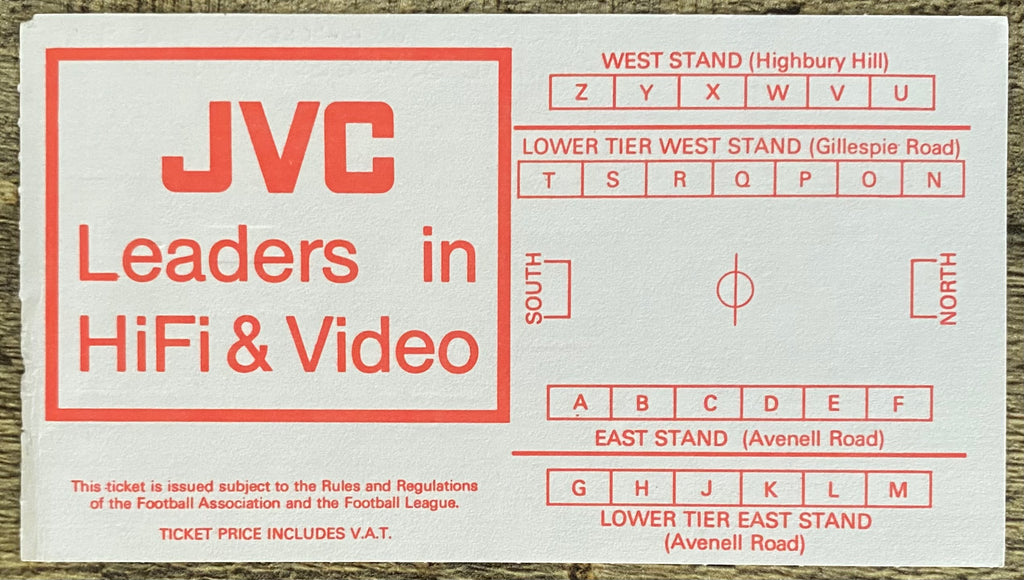 JVC
Leaders in
HiFi & Video
This ticket is issued subject to the Rules and Regulations
of the Football Association and the Football League.
TICKET PRICE INCLUDES V.A.T.
WEST STAND (Highbury Hill)
Z Y X W V U
LOWER TIER WEST STAND (Gillespie Road)
T S R Q P O N
SOUTH
NORTH
A B C D E F
EAST STAND (Avenell Road)
G H J K L M
LOWER TIER EAST STAND
(Avenell Road)